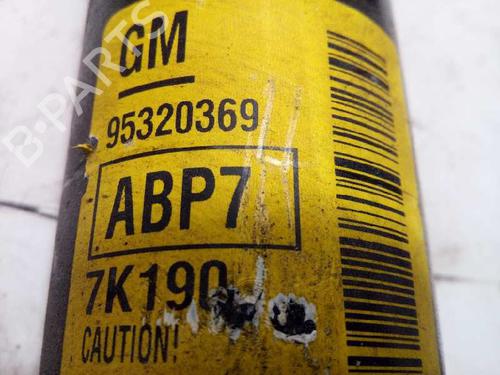 GM
95320369
ABP7
7K190
CAUTION!
B-PARTS